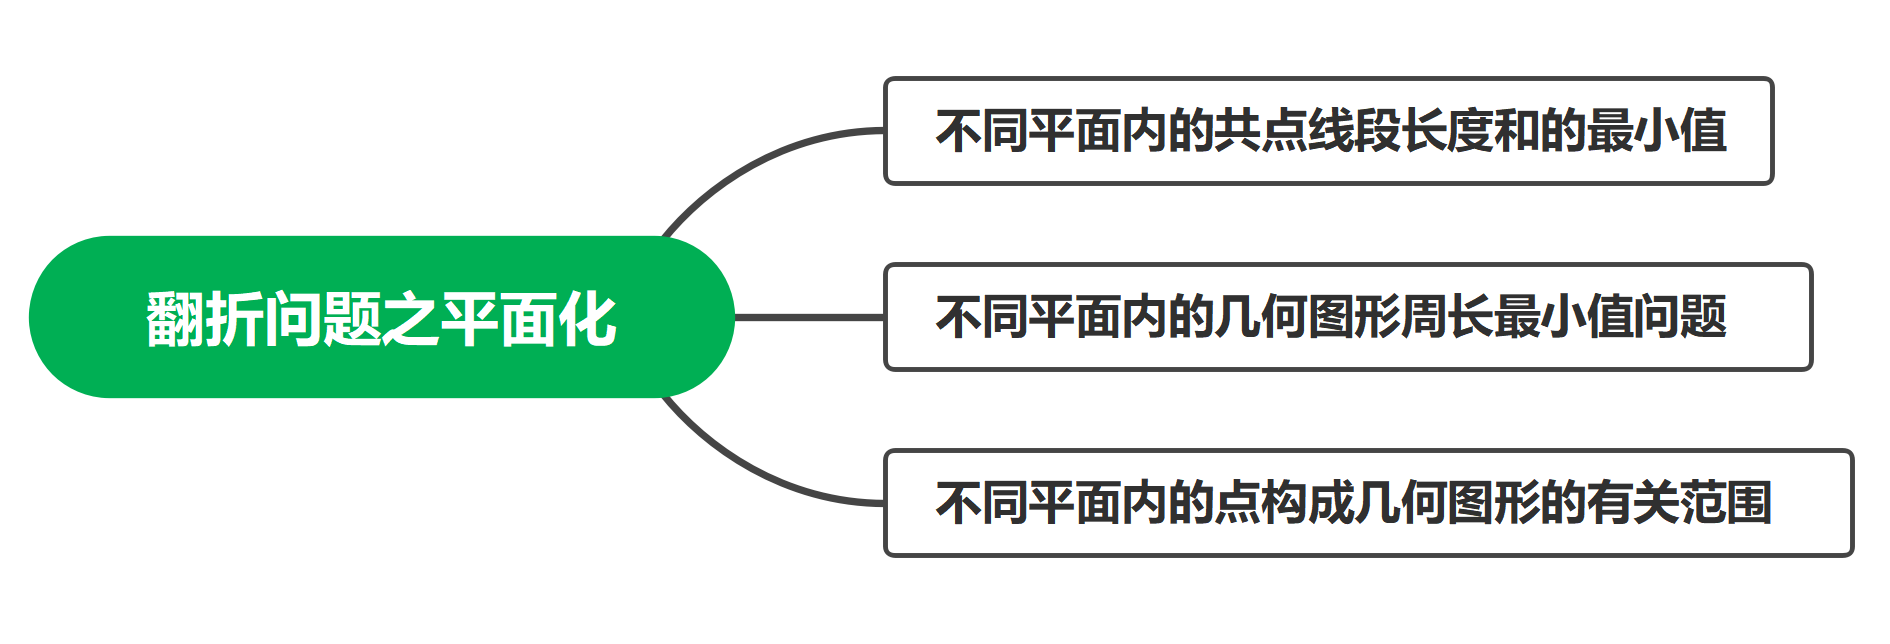 翻折问题之平面化
不同平面内的共点线段长度和的最小值
不同平面内的几何图形周长最小值问题
不同平面内的点构成几何图形的有关范围